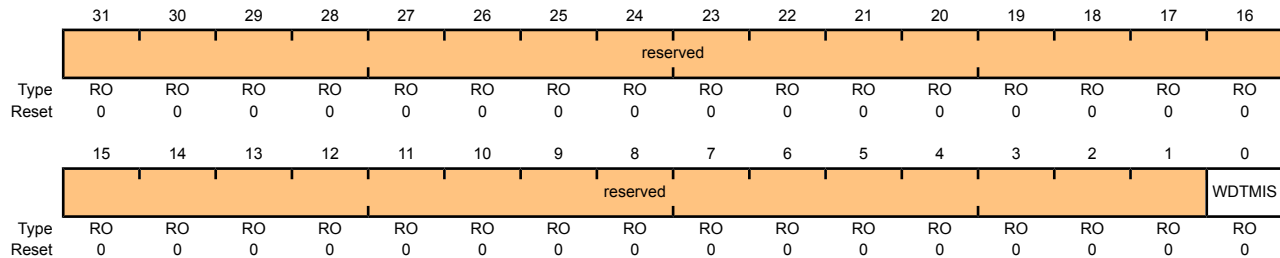 31 30 29 28 27 26 25 24 23 22 21 20 19 18 17 16
reserved
Type RO RO RO RO RO RO RO RO RO RO RO RO RO RO RO RO
Reset 0 0 0 0 0 0 0 0 0 0 0 0 0 0 0 0
15 14 13 12 11 10 9 8 7 6 5 4 3 2 1 0
reserved WDTMIS
Type RO RO RO RO RO RO RO RO RO RO RO RO RO RO RO RO
Reset 0 0 0 0 0 0 0 0 0 0 0 0 0 0 0 0